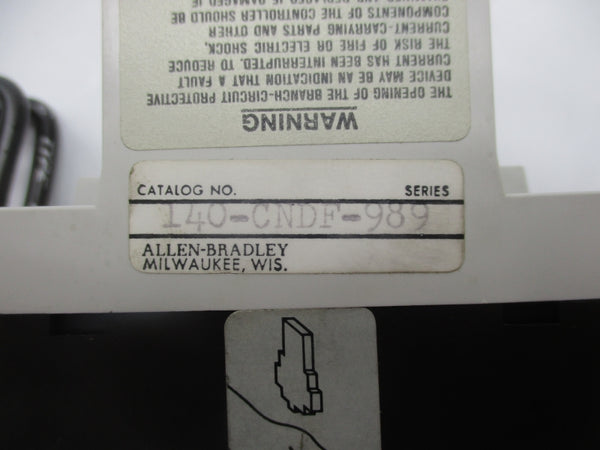 CATALOG NO. SERIES
140-CNDF-989
ALLEN-BRADLEY
MILWAUKEE, WIS.
WARNING
THE OPENING OF THE BRANCH-CIRCUIT PROTECTIVE
DEVICE MAY BE AN INDICATION THAT A FAULT
CURRENT HAS BEEN INTERRUPTED. TO REDUCE
THE RISK OF FIRE OR ELECTRIC SHOCK,
CURRENT-CARRYING PARTS AND OTHER
COMPONENTS OF THE CONTROLLER SHOULD BE